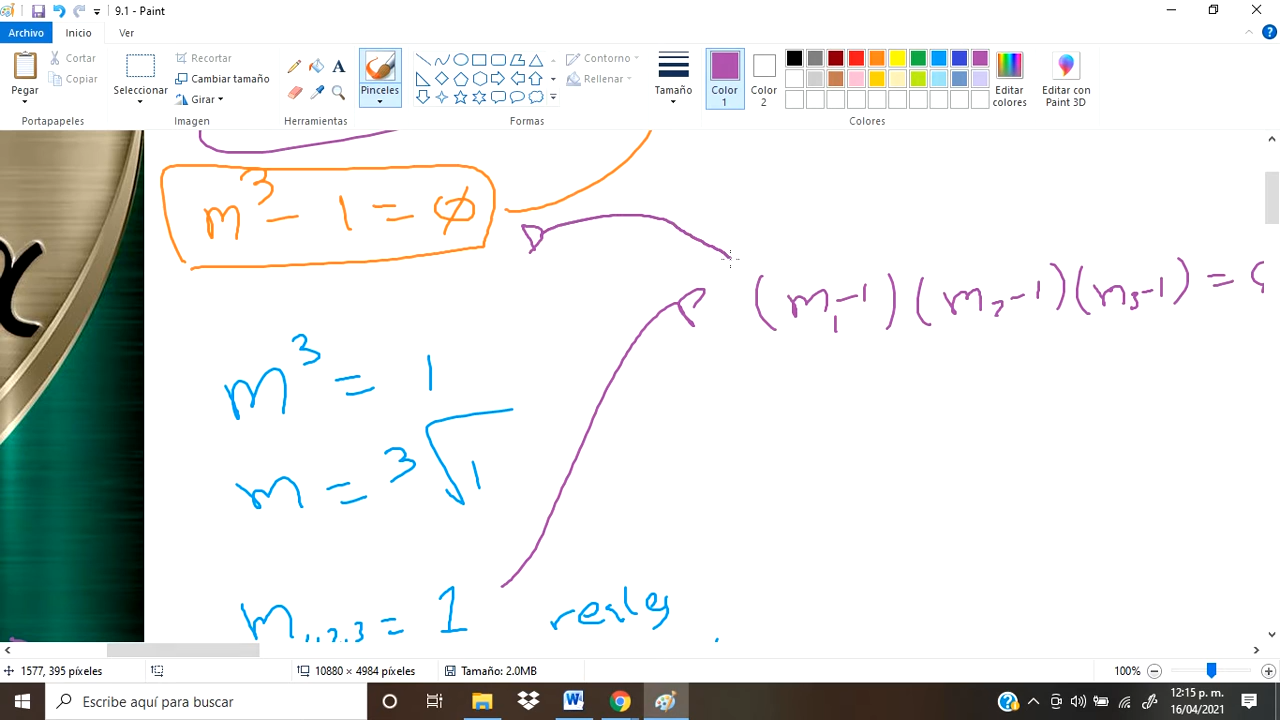 9.1 - Paint
Archivo Inicio Ver
Pegar
Cortar
Copiar
Portapapeles
Seleccionar
Recortar
Cambiar tamaño
Girar
Imagen
A
Herramientas
Pinceles
Contorno
Rellenar
Formas
Tamaño
Color 1
Color 2
Editar colores
Editar con Paint 3D
Colores
m³ - 1 = ∅
(m₁-1)(m₂-1)(m₃-1) =
m³ = 1
m = ³√1
m₁,₂,₃ = 1 reales
1577, 395 píxeles 10880 × 4984 píxeles Tamaño: 2.0MB 100%
Escribe aquí para buscar
12:15 p. m.
16/04/2021